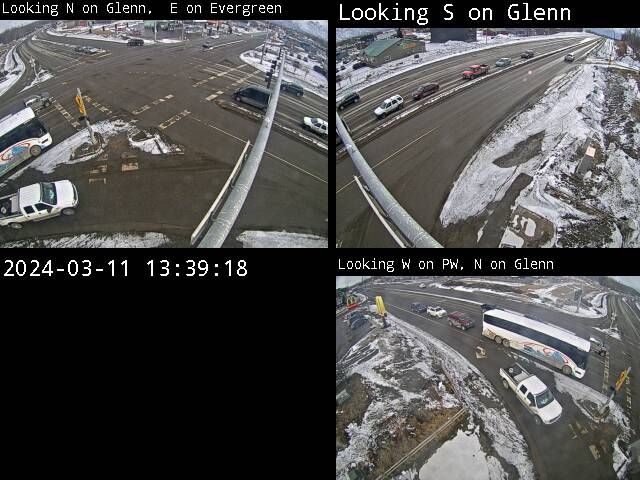 Looking N on Glenn,  E on Evergreen
Looking S on Glenn
2024-03-11 13:39:18
Looking W on PW, N on Glenn